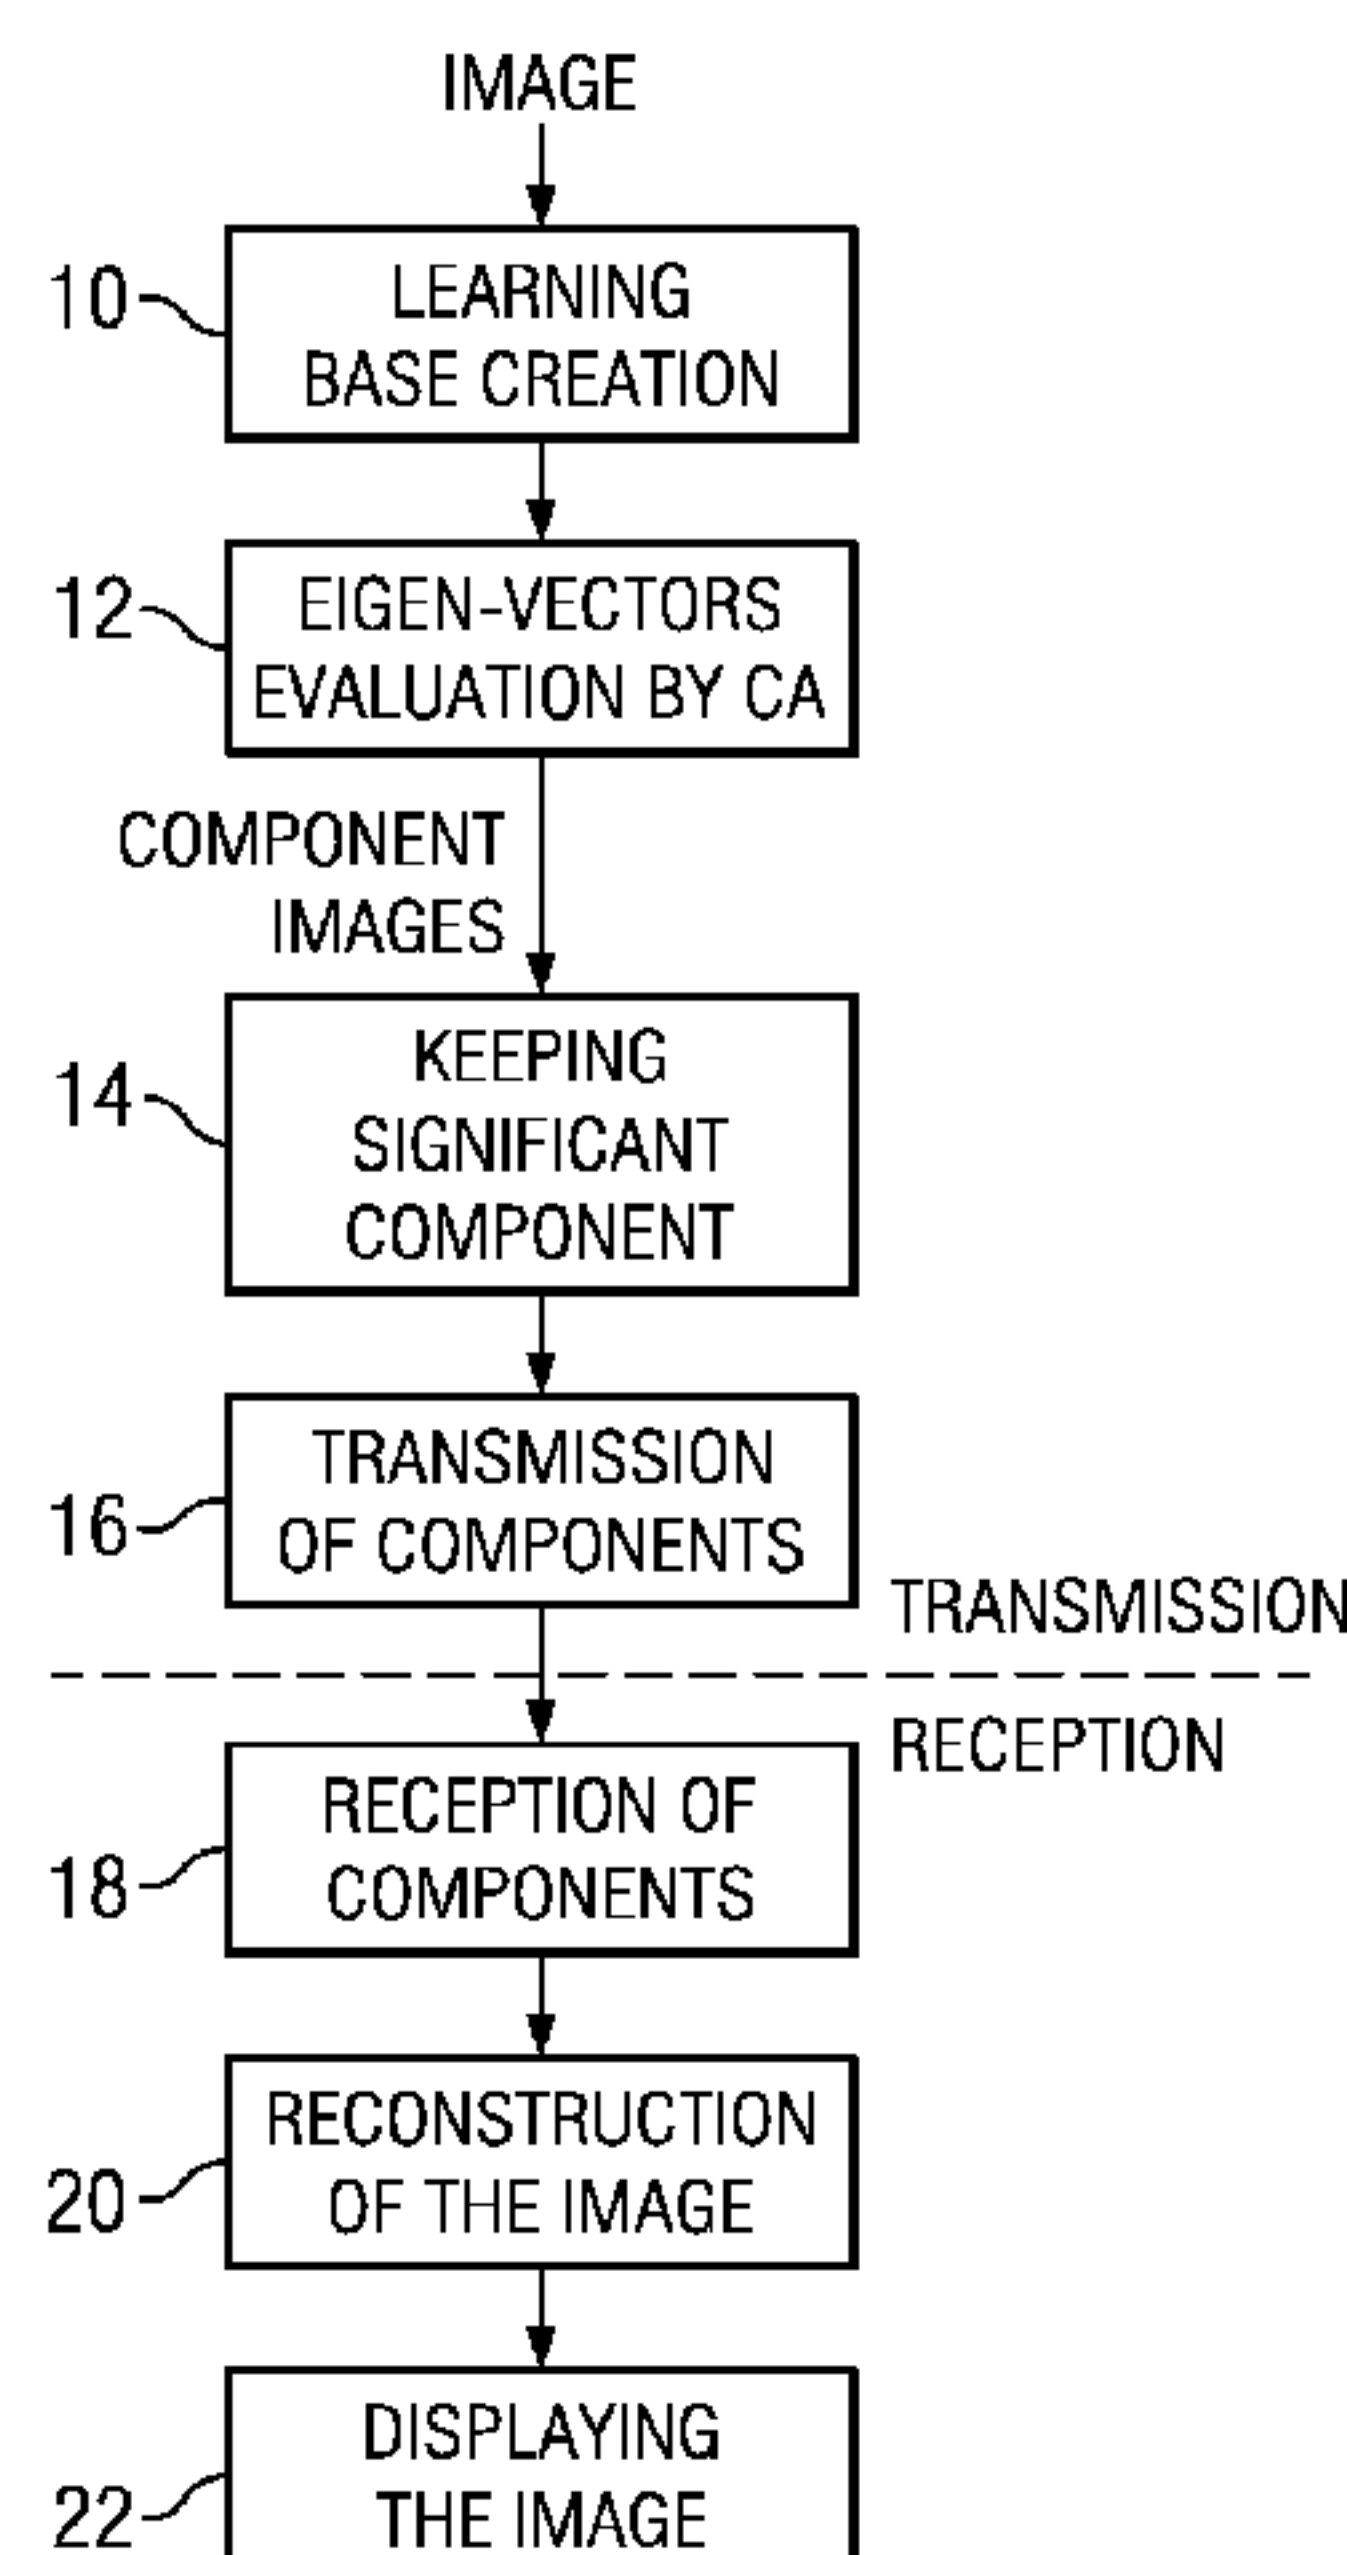 IMAGE
10
LEARNING
BASE CREATION
12
EIGEN-VECTORS
EVALUATION BY CA
COMPONENT
IMAGES
14
KEEPING
SIGNIFICANT
COMPONENT
16
TRANSMISSION
OF COMPONENTS
TRANSMISSION
RECEPTION
18
RECEPTION OF
COMPONENTS
20
RECONSTRUCTION
OF THE IMAGE
22
DISPLAYING
THE IMAGE